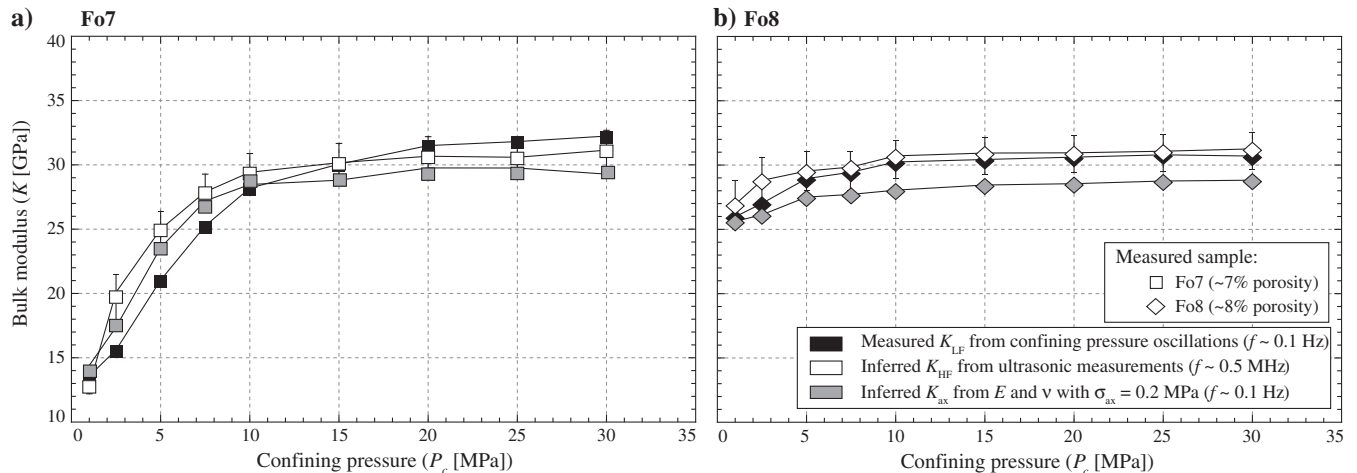 a) Fo7
Bulk modulus (K [GPa])
40
35
30
25
20
15
10
0 5 10 15 20 25 30 35
Confining pressure (P_c [MPa])
b) Fo8
Measured sample:
Fo7 (~7% porosity)
Fo8 (~8% porosity)
Measured K_LF from confining pressure oscillations (f ~ 0.1 Hz)
Inferred K_HF from ultrasonic measurements (f ~ 0.5 MHz)
Inferred K_ax from E and ν with σ_ax = 0.2 MPa (f ~ 0.1 Hz)
0 5 10 15 20 25 30 35
Confining pressure (P_c [MPa])